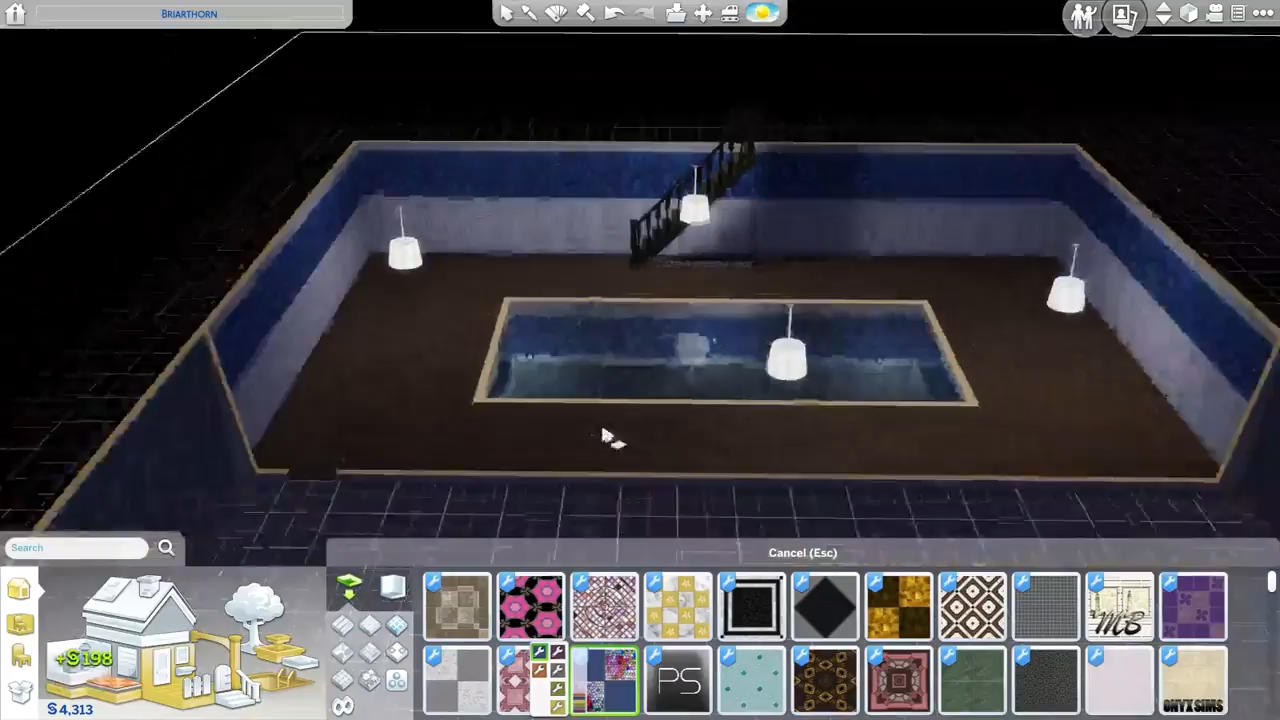 BRIARTHORN
Search
Cancel (Esc)
MB
+§198
PS
ONYX SIMS
§4,313